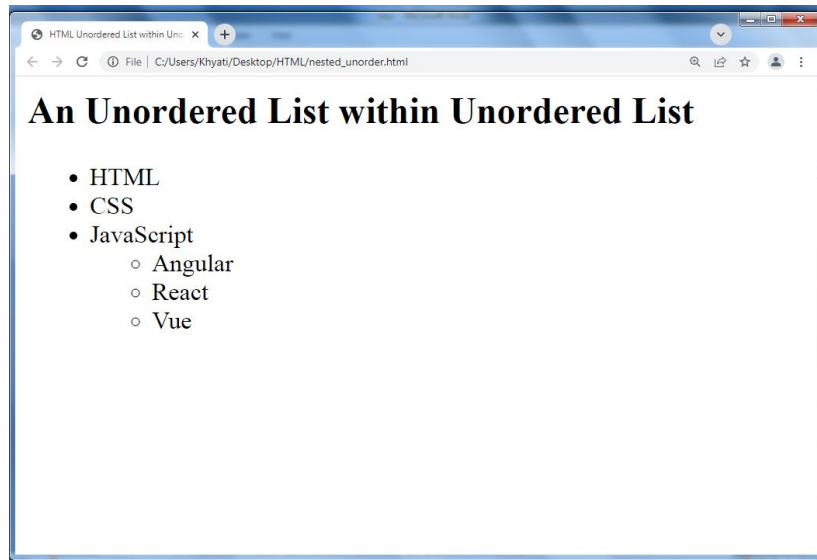 HTML Unordered List within Uno
File | C:/Users/Khyati/Desktop/HTML/nested_unorder.html
An Unordered List within Unordered List
• HTML
• CSS
• JavaScript
○ Angular
○ React
○ Vue